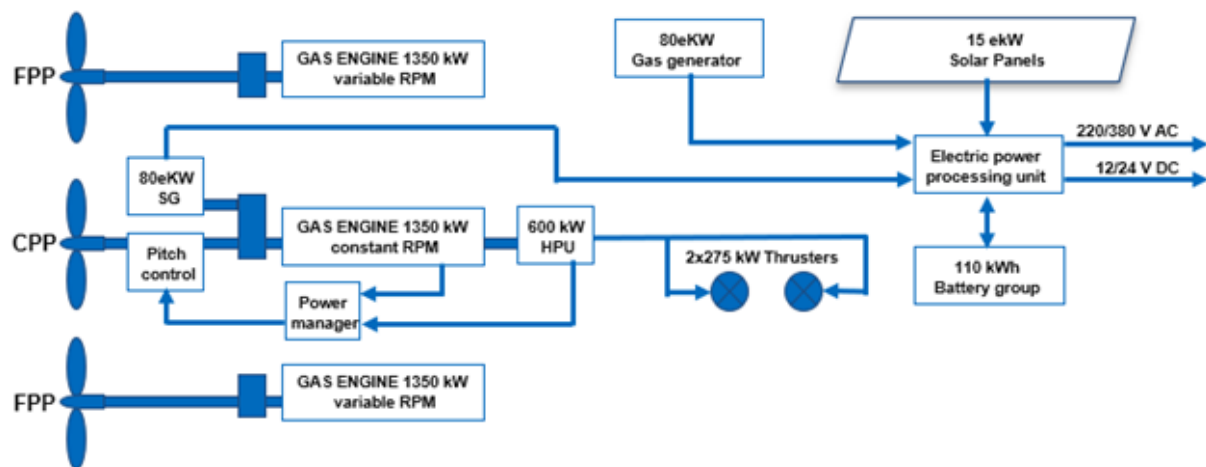 FPP
GAS ENGINE 1350 kW
variable RPM
80eKW
Gas generator
15 ekW
Solar Panels
220/380 V AC
12/24 V DC
Electric power
processing unit
80eKW
SG
CPP
Pitch
control
GAS ENGINE 1350 kW
constant RPM
600 kW
HPU
2x275 kW Thrusters
110 kWh
Battery group
Power
manager
FPP
GAS ENGINE 1350 kW
variable RPM